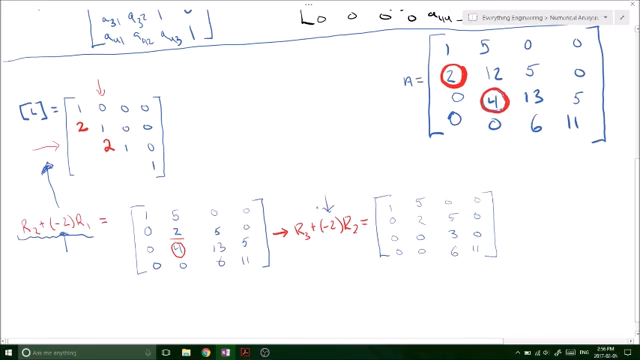 a31 a32 1 0
a41 a42 a43 1
L0 0 0 0 a44
Everything Engineering » Numerical Analysis
A = 1 5 0 0
2 12 5 0
0 4 13 5
0 0 6 11
[L] = 1 0 0 0
2 1 0 0
2 1 0
1
R2+(-2)R1 =
1 5 0 0
0 2 5 0
0 4 13 5
0 0 6 11
→ R3+(-2)R2 =
1 5 0 0
0 2 5 0
0 0 3 0
0 0 6 11
Ask me anything
2:56 PM
2017-02-05